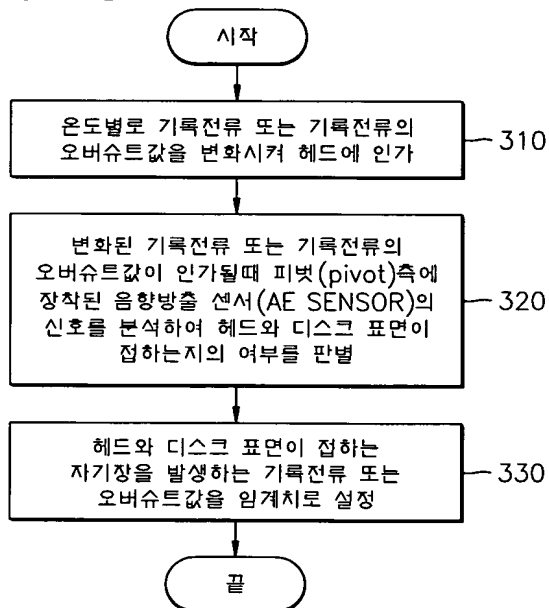 시작
온도별로 기록전류 또는 기록전류의
오버슈트값을 변화시켜 헤드에 인가
310
변화된 기록전류 또는 기록전류의
오버슈트값이 인가될때 피벗(pivot)측에
장착된 음향방출 센서(AE SENSOR)의
신호를 분석하여 헤드와 디스크 표면이
접하는지의 여부를 판별
320
헤드와 디스크 표면이 접하는
자기장을 발생하는 기록전류 또는
오버슈트값을 임계치로 설정
330
끝